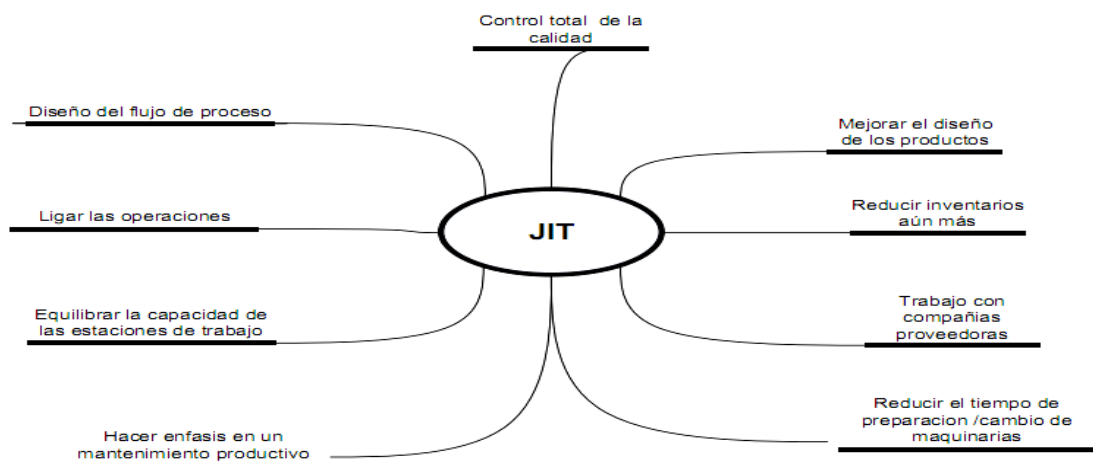 Control total de la
calidad
Diseño del flujo de proceso
Mejorar el diseño
de los productos
Ligar las operaciones
JIT
Reducir inventarios
aún más
Equilibrar la capacidad de
las estaciones de trabajo
Trabajo con
compañias
proveedoras
Hacer enfasis en un
mantenimiento productivo
Reducir el tiempo de
preparacion /cambio de
maquinarias